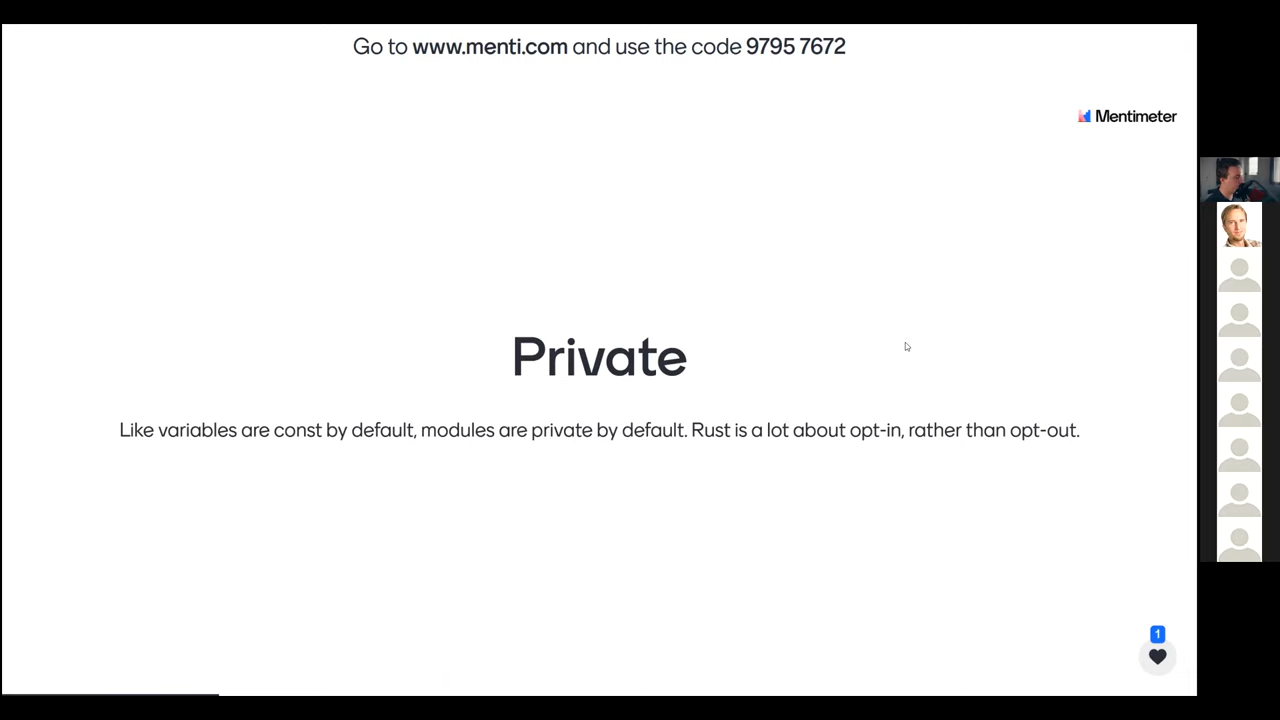 Go to www.menti.com and use the code 9795 7672
Mentimeter
Private
Like variables are const by default, modules are private by default. Rust is a lot about opt-in, rather than opt-out.
1